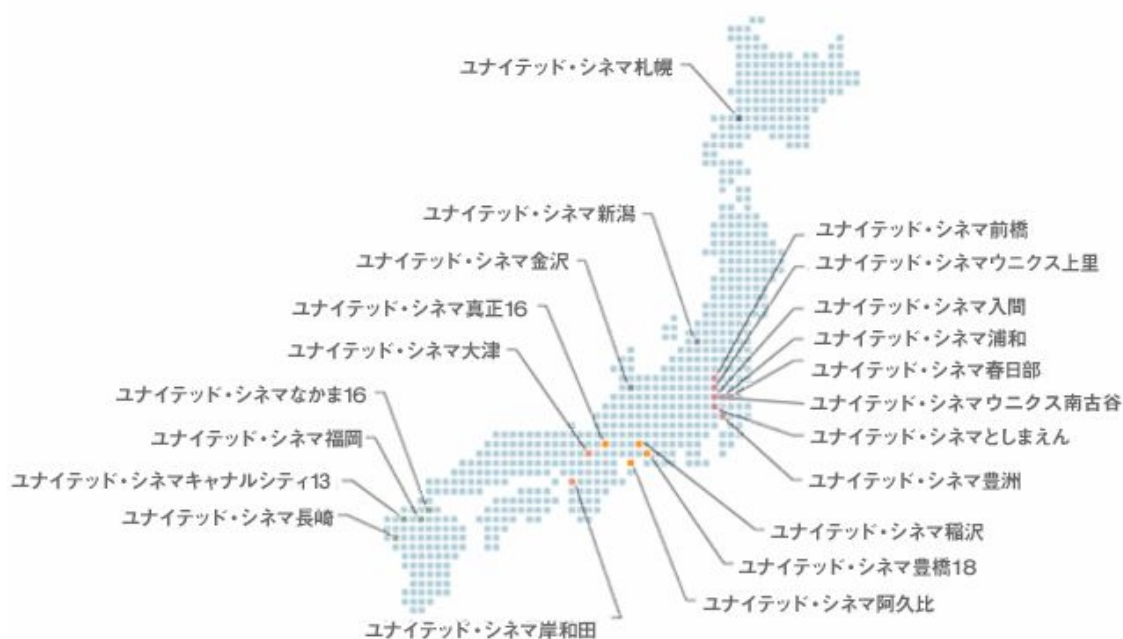 ユナイテッド・シネマ札幌
ユナイテッド・シネマ新潟
ユナイテッド・シネマ金沢
ユナイテッド・シネマ真正16
ユナイテッド・シネマ大津
ユナイテッド・シネマなかま16
ユナイテッド・シネマ福岡
ユナイテッド・シネマキャナルシティ13
ユナイテッド・シネマ長崎
ユナイテッド・シネマ岸和田
ユナイテッド・シネマ前橋
ユナイテッド・シネマウニクス上里
ユナイテッド・シネマ入間
ユナイテッド・シネマ浦和
ユナイテッド・シネマ春日部
ユナイテッド・シネマウニクス南古谷
ユナイテッド・シネマとしまえん
ユナイテッド・シネマ豊洲
ユナイテッド・シネマ稲沢
ユナイテッド・シネマ豊橋18
ユナイテッド・シネマ阿久比